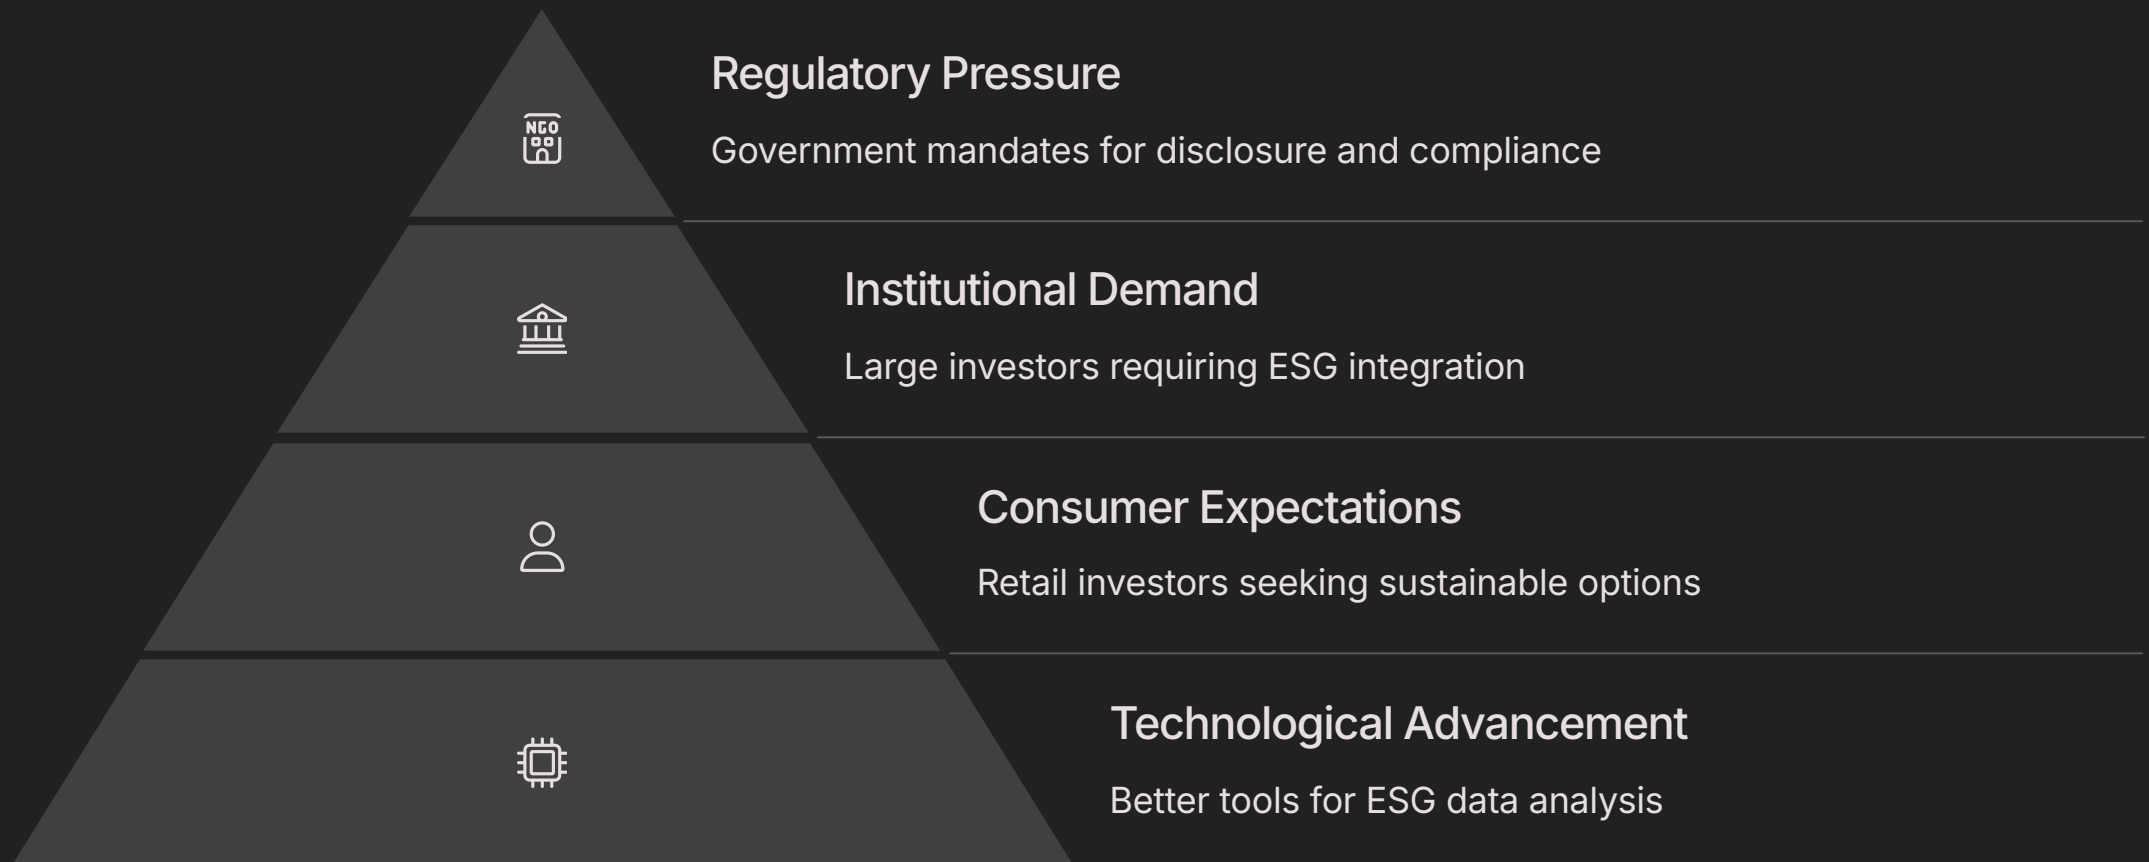 Regulatory Pressure
NGO
Government mandates for disclosure and compliance
Institutional Demand
Large investors requiring ESG integration
Consumer Expectations
Retail investors seeking sustainable options
Technological Advancement
Better tools for ESG data analysis